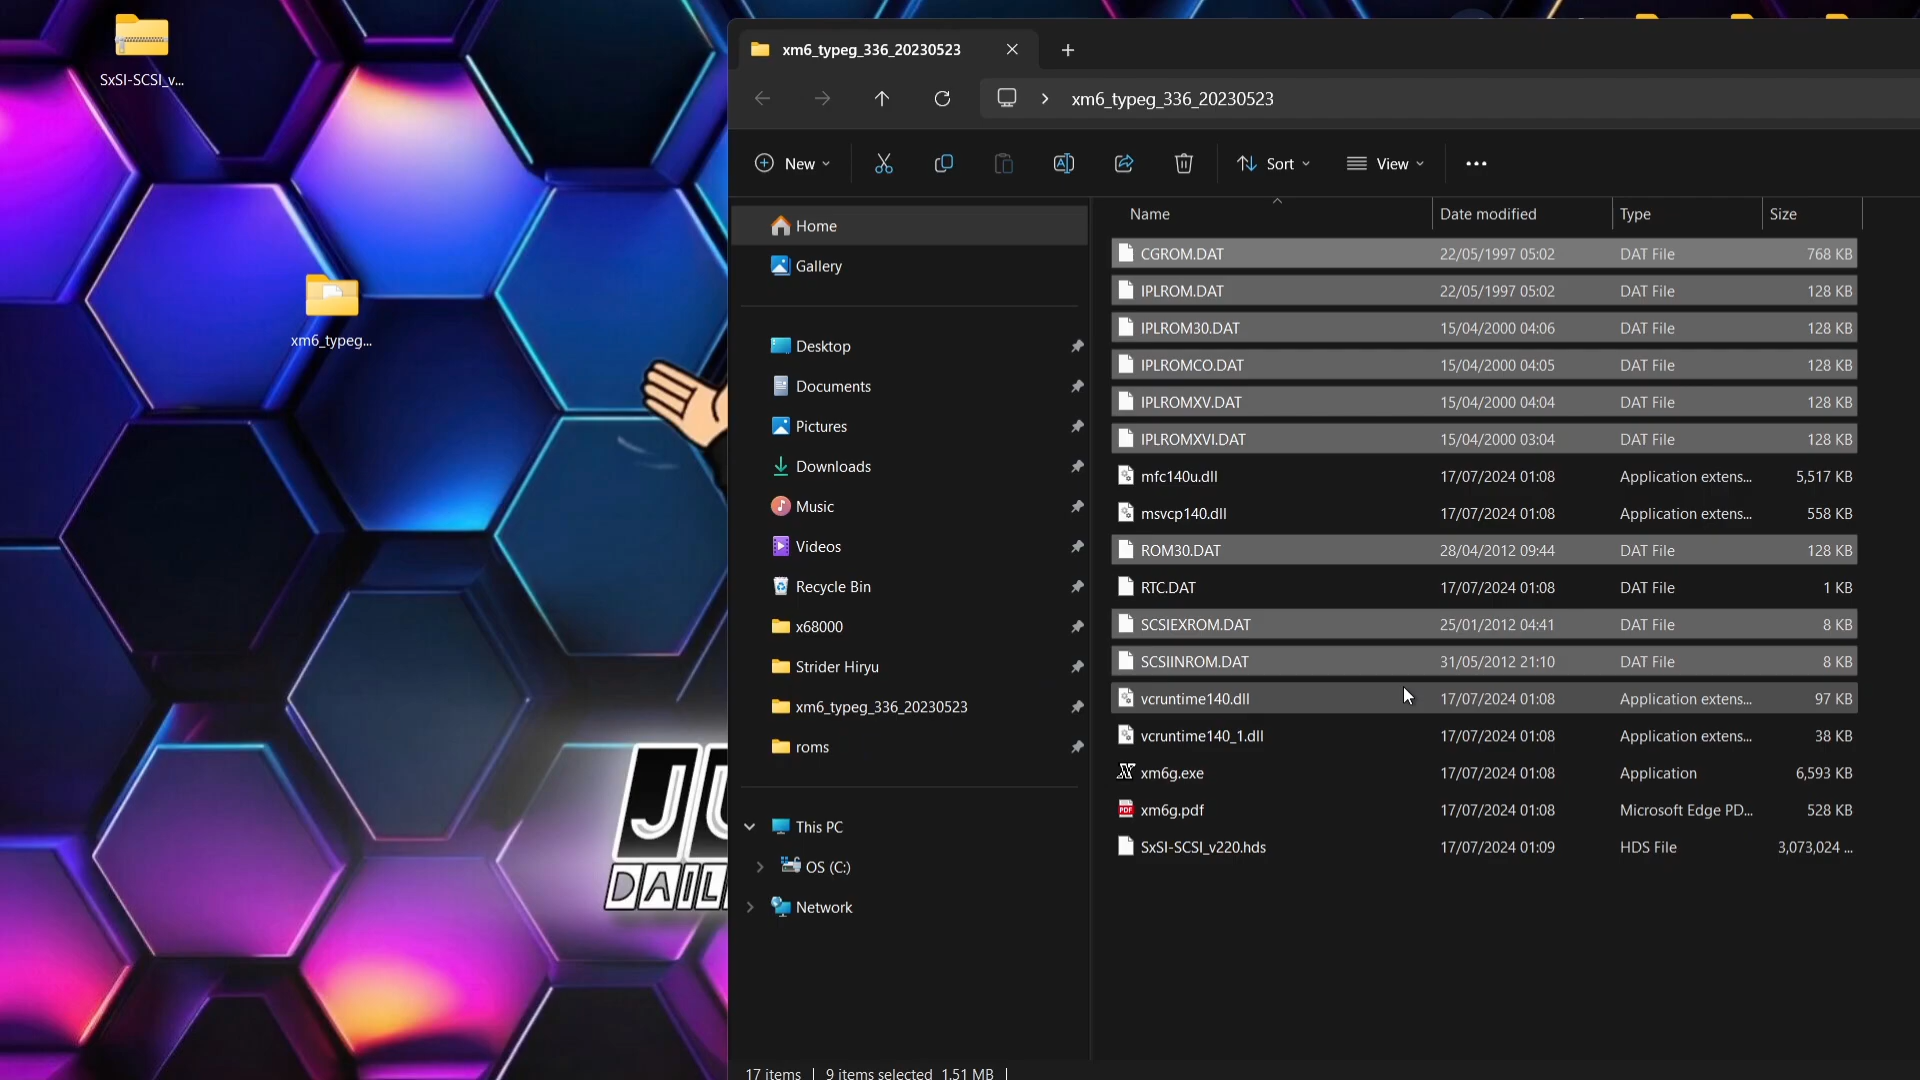 SxSI-SCSI_v...
xm6_typeg...
xm6_typeg_336_20230523
xm6_typeg_336_20230523
New
Sort
View
Home
Gallery
Desktop
Documents
Pictures
Downloads
Music
Videos
Recycle Bin
x68000
Strider Hiryu
xm6_typeg_336_20230523
roms
This PC
OS (C:)
Network
Name Date modified Type Size
CGROM.DAT 22/05/1997 05:02 DAT File 768 KB
IPLROM.DAT 22/05/1997 05:02 DAT File 128 KB
IPLROM30.DAT 15/04/2000 04:06 DAT File 128 KB
IPLROMCO.DAT 15/04/2000 04:05 DAT File 128 KB
IPLROMXV.DAT 15/04/2000 04:04 DAT File 128 KB
IPLROMXVI.DAT 15/04/2000 03:04 DAT File 128 KB
mfc140u.dll 17/07/2024 01:08 Application extens... 5,517 KB
msvcp140.dll 17/07/2024 01:08 Application extens... 558 KB
ROM30.DAT 28/04/2012 09:44 DAT File 128 KB
RTC.DAT 17/07/2024 01:08 DAT File 1 KB
SCSIEXROM.DAT 25/01/2012 04:41 DAT File 8 KB
SCSIINROM.DAT 31/05/2012 21:10 DAT File 8 KB
vcruntime140.dll 17/07/2024 01:08 Application extens... 97 KB
vcruntime140_1.dll 17/07/2024 01:08 Application extens... 38 KB
xm6g.exe 17/07/2024 01:08 Application 6,593 KB
xm6g.pdf 17/07/2024 01:08 Microsoft Edge PD... 528 KB
SxSI-SCSI_v220.hds 17/07/2024 01:09 HDS File 3,073,024 ...
17 items 9 items selected 1.51 MB
JU
DAIL